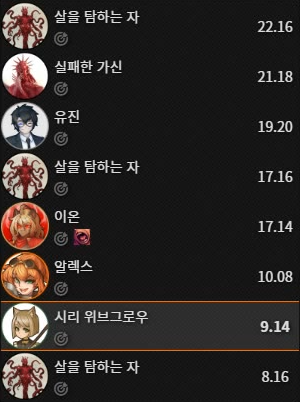 살을 탐하는 자
22.16
실패한 가신
21.18
유진
19.20
살을 탐하는 자
17.16
이온
17.14
알렉스
10.08
시리 위브그로우
9.14
살을 탐하는 자
8.16